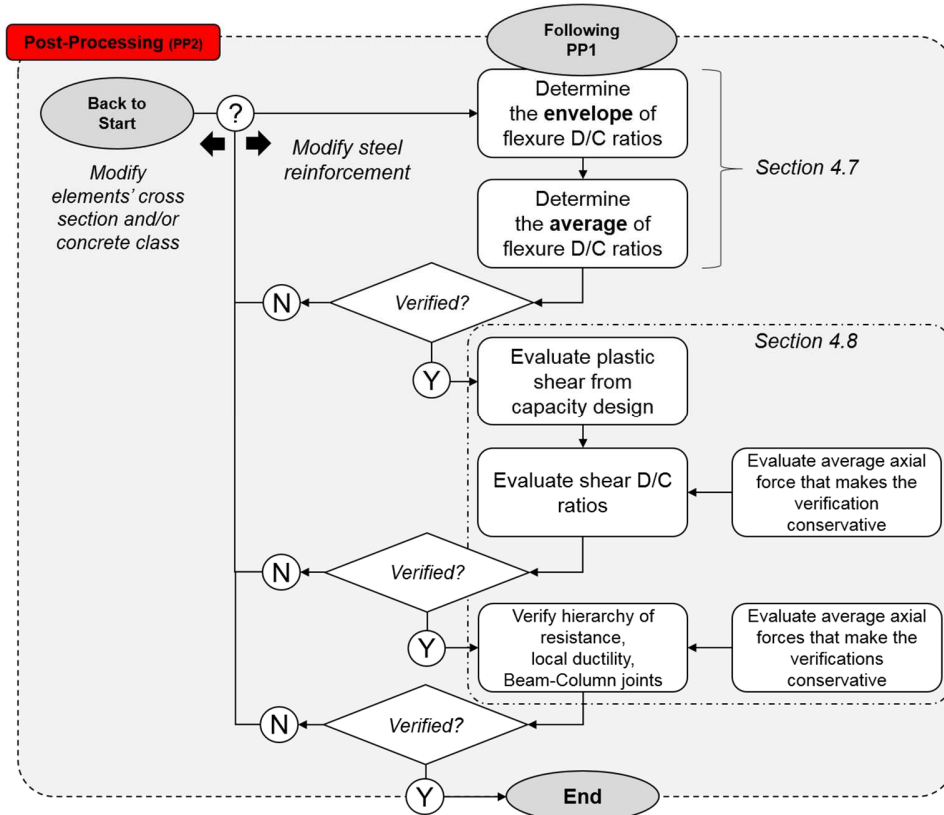 Post-Processing (PP2)
Following
PP1
Back to
Start
?
Modify
elements’ cross
section and/or
concrete class
Modify steel
reinforcement
Determine
the envelope of
flexure D/C ratios
Section 4.7
Determine
the average of
flexure D/C ratios
N
Verified?
Y
Section 4.8
Evaluate plastic
shear from
capacity design
Evaluate shear D/C
ratios
Evaluate average axial
force that makes the
verification
conservative
N
Verified?
Y
Verify hierarchy of
resistance,
local ductility,
Beam-Column joints
Evaluate average axial
forces that make the
verifications
conservative
N
Verified?
Y
End